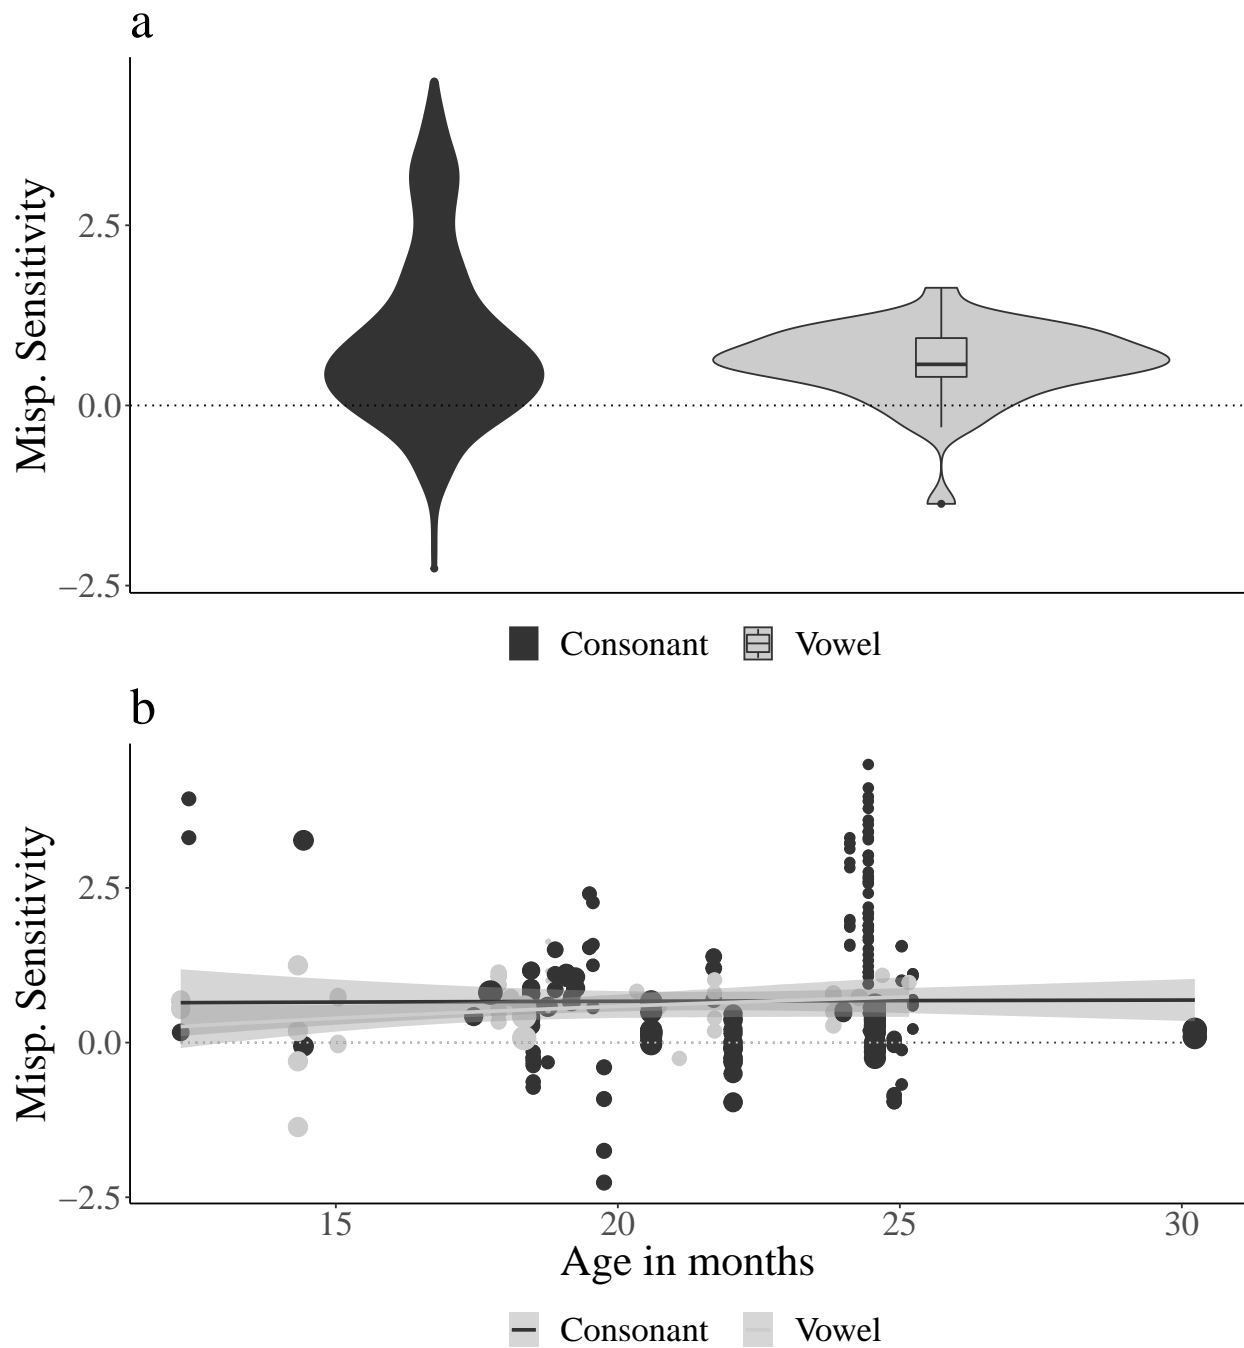 a
Misp. Sensitivity
2.5
0.0
−2.5
Consonant Vowel
b
Misp. Sensitivity
2.5
0.0
−2.5
15 20 25 30
Age in months
Consonant Vowel